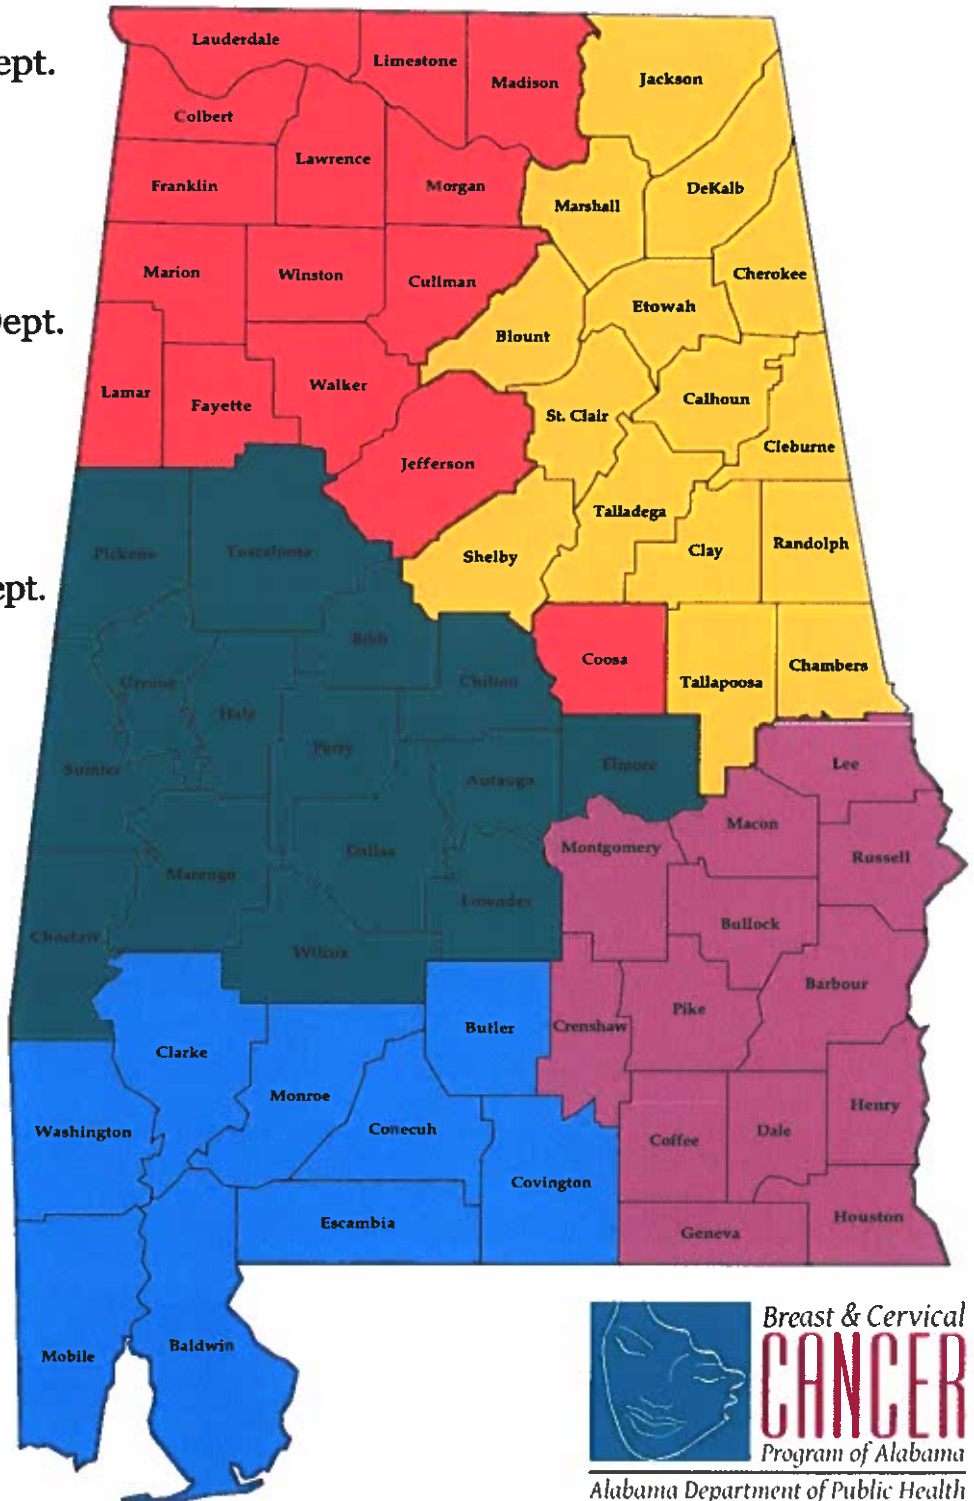 Lauderdale
Limestone
ept.
Madison
Jackson
Colbert
Lawrence
Franklin
Morgan
DeKalb
Marshall
Marion
Winston
Cullman
Cherokee
Etowah
ept.
Blount
Lamar
Walker
Fayette
Calhoun
St. Clair
Cleburne
Jefferson
Talladega
Pickens
Tuscaloosa
Shelby
Clay
Randolph
ept.
Bibb
Coosa
Chambers
Greene
Chilton
Tallapoosa
Hale
Perry
Sumter
Elmore
Lee
Autauga
Macon
Montgomery
Dallas
Russell
Marengo
Lowndes
Bullock
Choctaw
Wilcox
Barbour
Pike
Butler
Crenshaw
Clarke
Monroe
Henry
Washington
Conecuh
Coffee
Dale
Covington
Escambia
Houston
Geneva
Mobile
Baldwin
Breast & Cervical
CANCER
Program of Alabama
Alabama Department of Public Health